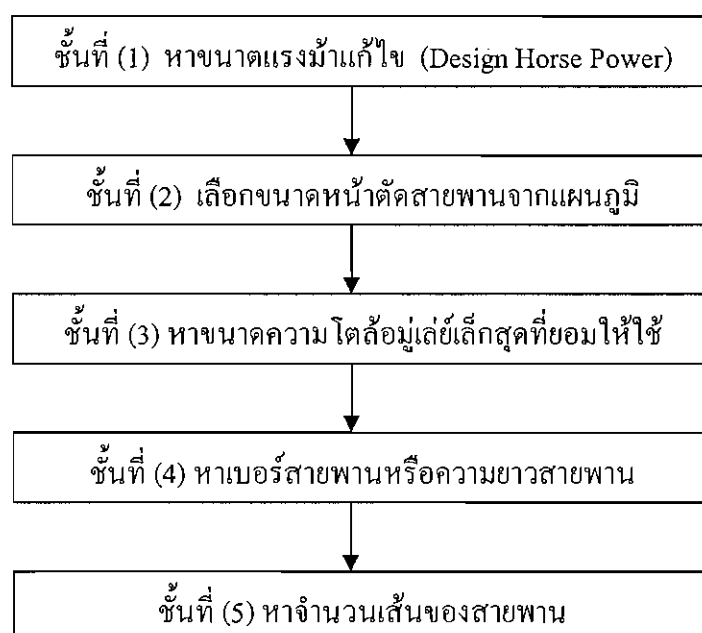 ชั้นที่ (1) หาขนาดแรงม้าแก้ไข (Design Horse Power)
ชั้นที่ (2) เลือกขนาดหน้าตัดสายพานจากแผนภูมิ
ชั้นที่ (3) หาขนาดความโตล้อมู่เล่ย์เล็กสุดที่ยอมให้ใช้
ชั้นที่ (4) หาเบอร์สายพานหรือความยาวสายพาน
ชั้นที่ (5) หาจำนวนเส้นของสายพาน